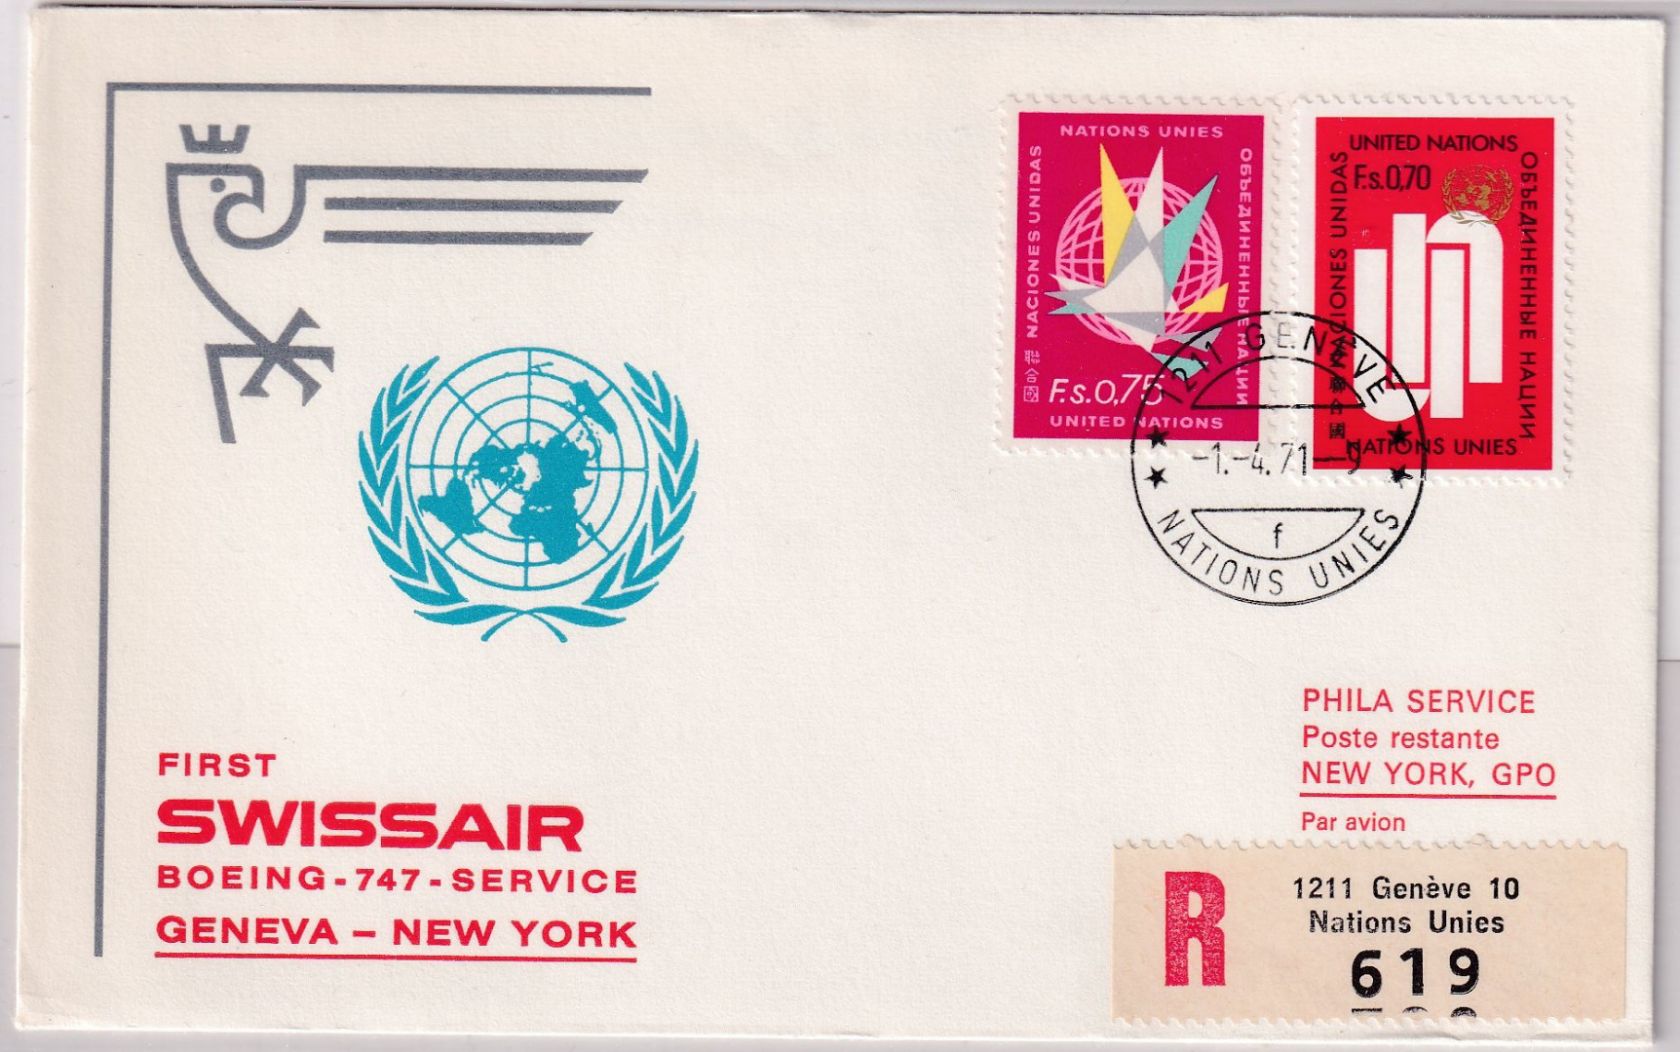 NATIONS UNIES
NACIONES UNIDAS
ОБЪЕДИНЕННЫЕ НАЦИИ
F.s.0,75
UNITED NATIONS
UNITED NATIONS
F.s.0,70
NACIONES UNIDAS
ОБЪЕДИНЕННЫЕ НАЦИИ
NATIONS UNIES
1211 GENÈVE
-1.-4.71--9
f
NATIONS UNIES
FIRST
SWISSAIR
BOEING-747-SERVICE
GENEVA - NEW YORK
PHILA SERVICE
Poste restante
NEW YORK, GPO
Par avion
R
1211 Genève 10
Nations Unies
619